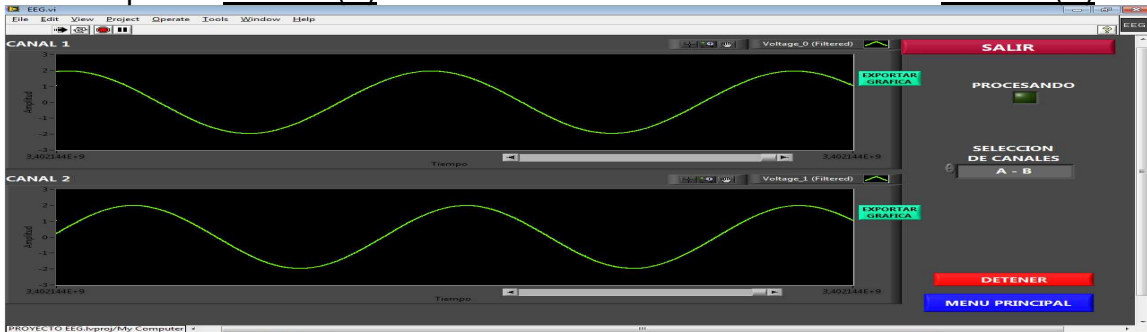 EEG.vi
File Edit View Project Operate Tools Window Help
EEG
CANAL 1
Voltage_0 (Filtered)
SALIR
3
2
1
0
-1
-2
-3
Amplitud
EXPORTAR
GRAFICA
PROCESANDO
3,402144E+9
Tiempo
3,402144E+9
SELECCION
DE CANALES
A - B
CANAL 2
Voltage_1 (Filtered)
3
2
1
0
-1
-2
-3
Amplitud
EXPORTAR
GRAFICA
3,402144E+9
Tiempo
3,402144E+9
DETENER
MENU PRINCIPAL
PROYECTO EEG.lvproj/My Computer